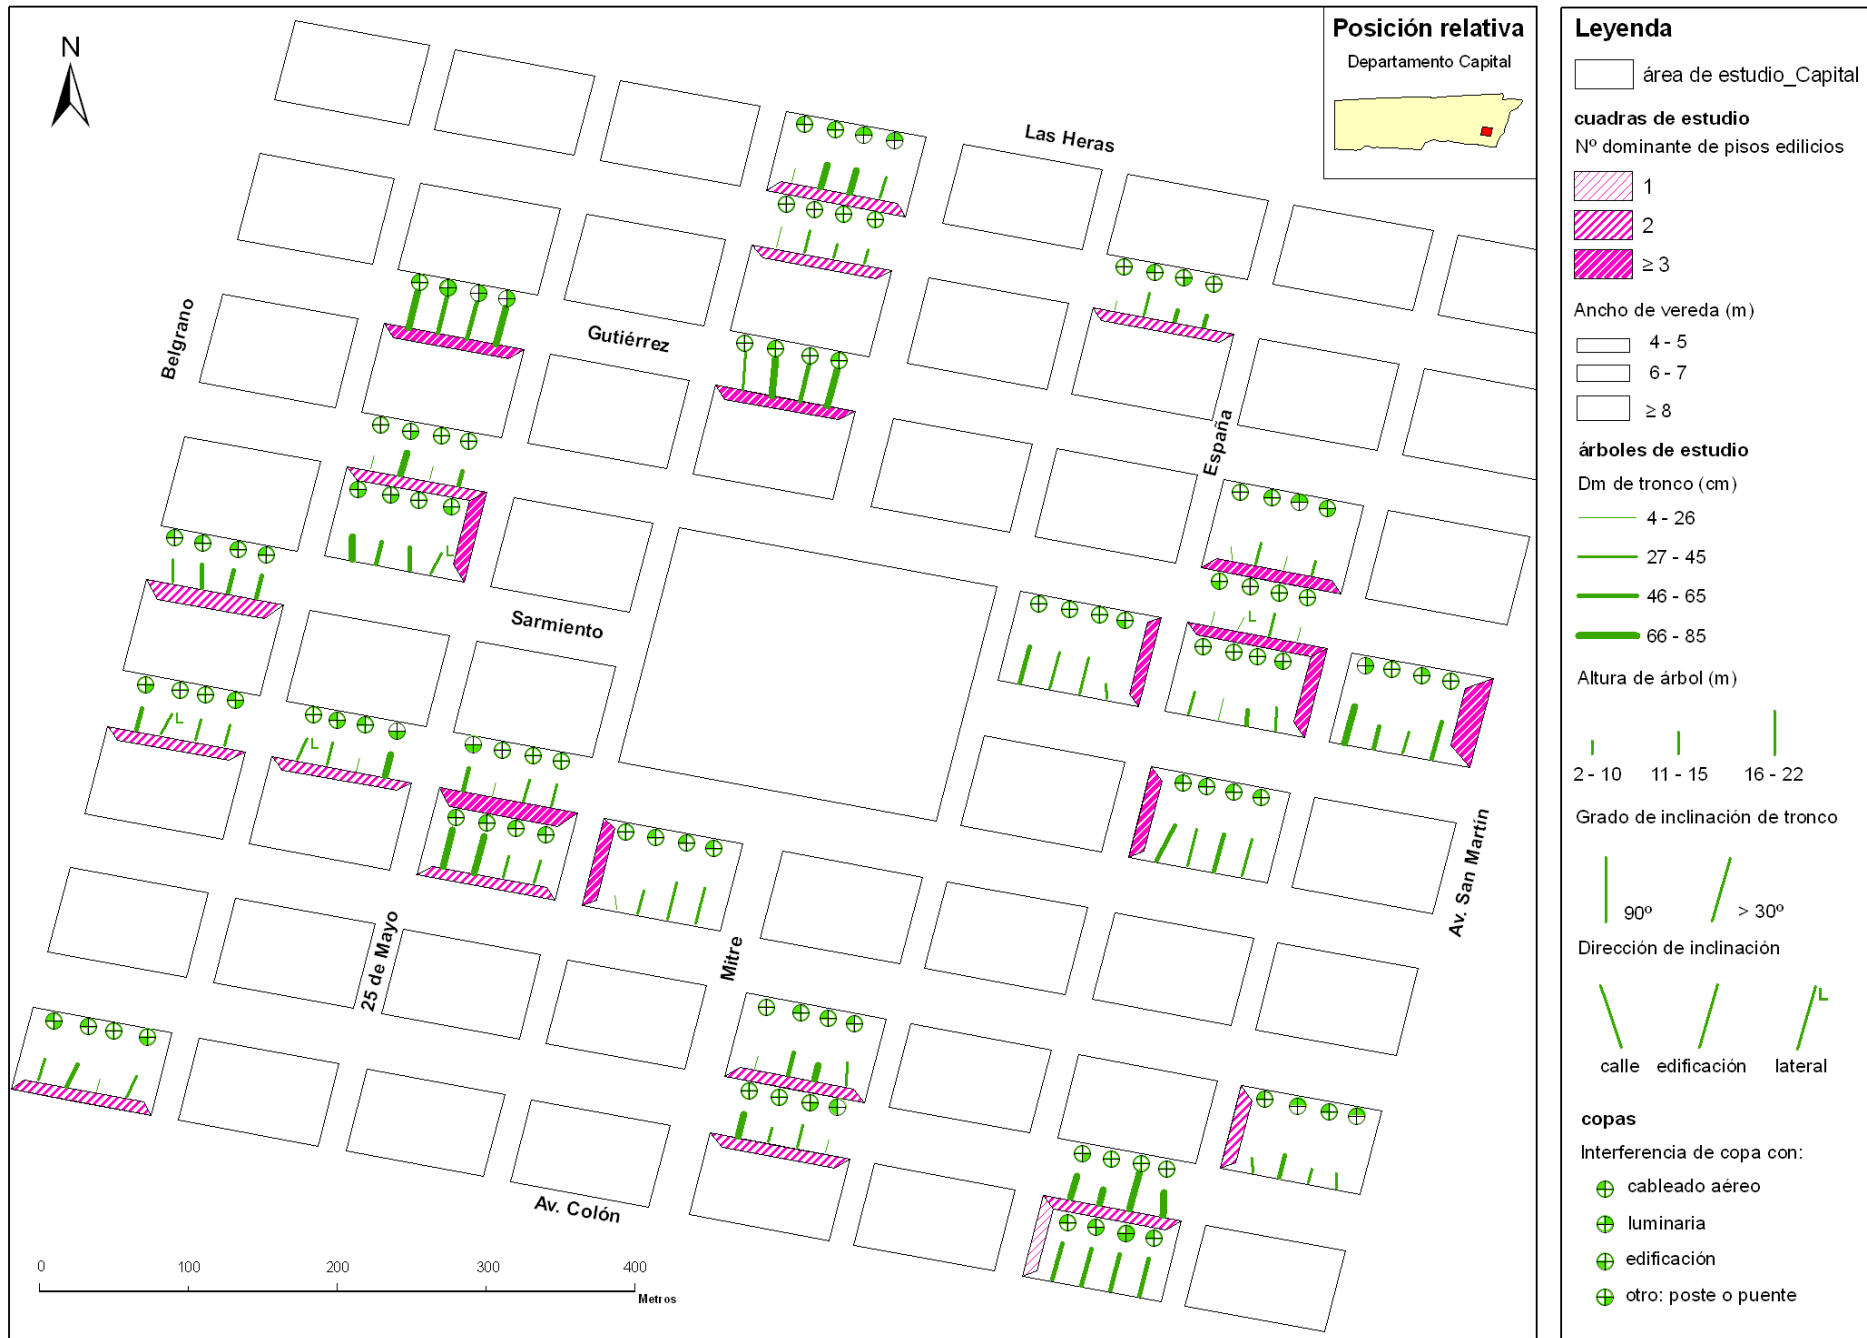 N
Las Heras
Belgrano
Gutiérrez
España
Sarmiento
25 de Mayo
Mitre
Av. San Martín
Av. Colón
0 100 200 300 400
Metros
Posición relativa
Departamento Capital
Leyenda
área de estudio_Capital
cuadras de estudio
Nº dominante de pisos edilicios
1
2
≥ 3
Ancho de vereda (m)
4 - 5
6 - 7
≥ 8
árboles de estudio
Dm de tronco (cm)
4 - 26
27 - 45
46 - 65
66 - 85
Altura de árbol (m)
2 - 10 11 - 15 16 - 22
Grado de inclinación de tronco
90º > 30º
Dirección de inclinación
L
calle edificación lateral
copas
Interferencia de copa con:
cableado aéreo
luminaria
edificación
otro: poste o puente
L
L
L
L